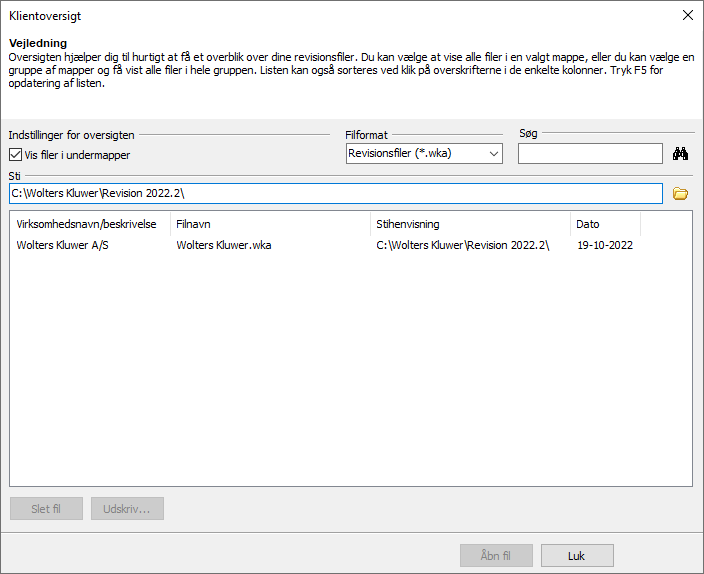 Klientoversigt
Vejledning
Oversigten hjælper dig til hurtigt at få et overblik over dine revisionsfiler. Du kan vælge at vise alle filer i en valgt mappe, eller du kan vælge en
gruppe af mapper og få vist alle filer i hele gruppen. Listen kan også sorteres ved klik på overskrifterne i de enkelte kolonner. Tryk F5 for
opdatering af listen.
Indstillinger for oversigten
Filformat
Søg
Vis filer i undermapper
Revisionsfiler (*.wka)
Sti
C:\Wolters Kluwer\Revision 2022.2\
Virksomhedsnavn/beskrivelse
Filnavn
Stihenvisning
Dato
Wolters Kluwer A/S
Wolters Kluwer.wka
C:\Wolters Kluwer\Revision 2022.2\
19-10-2022
Slet fil
Udskriv...
Åbn fil
Luk